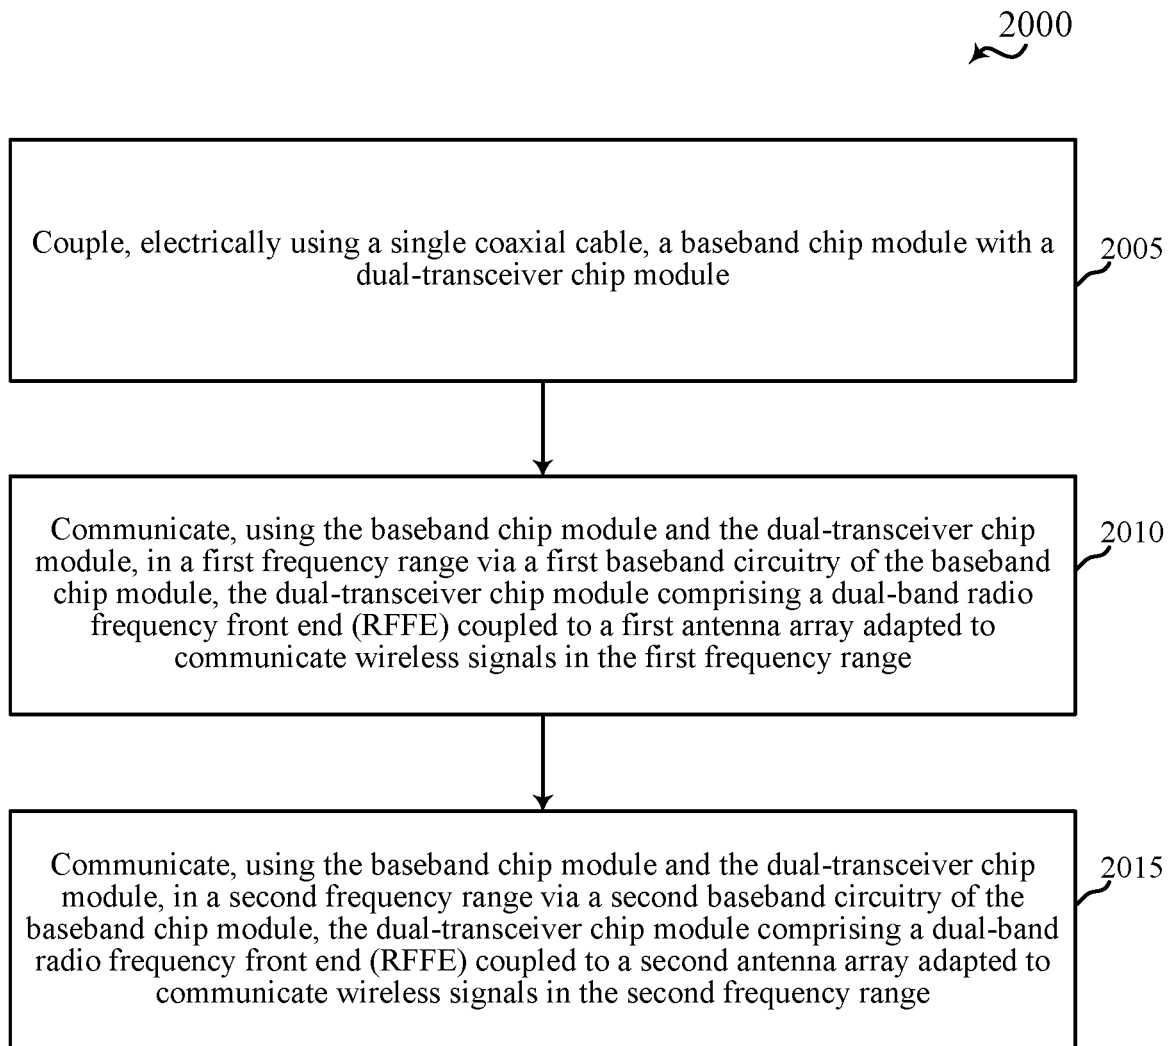 2000
Couple, electrically using a single coaxial cable, a baseband chip module with a
dual-transceiver chip module
2005
Communicate, using the baseband chip module and the dual-transceiver chip
module, in a first frequency range via a first baseband circuitry of the baseband
chip module, the dual-transceiver chip module comprising a dual-band radio
frequency front end (RFFE) coupled to a first antenna array adapted to
communicate wireless signals in the first frequency range
2010
Communicate, using the baseband chip module and the dual-transceiver chip
module, in a second frequency range via a second baseband circuitry of the
baseband chip module, the dual-transceiver chip module comprising a dual-band
radio frequency front end (RFFE) coupled to a second antenna array adapted to
communicate wireless signals in the second frequency range
2015